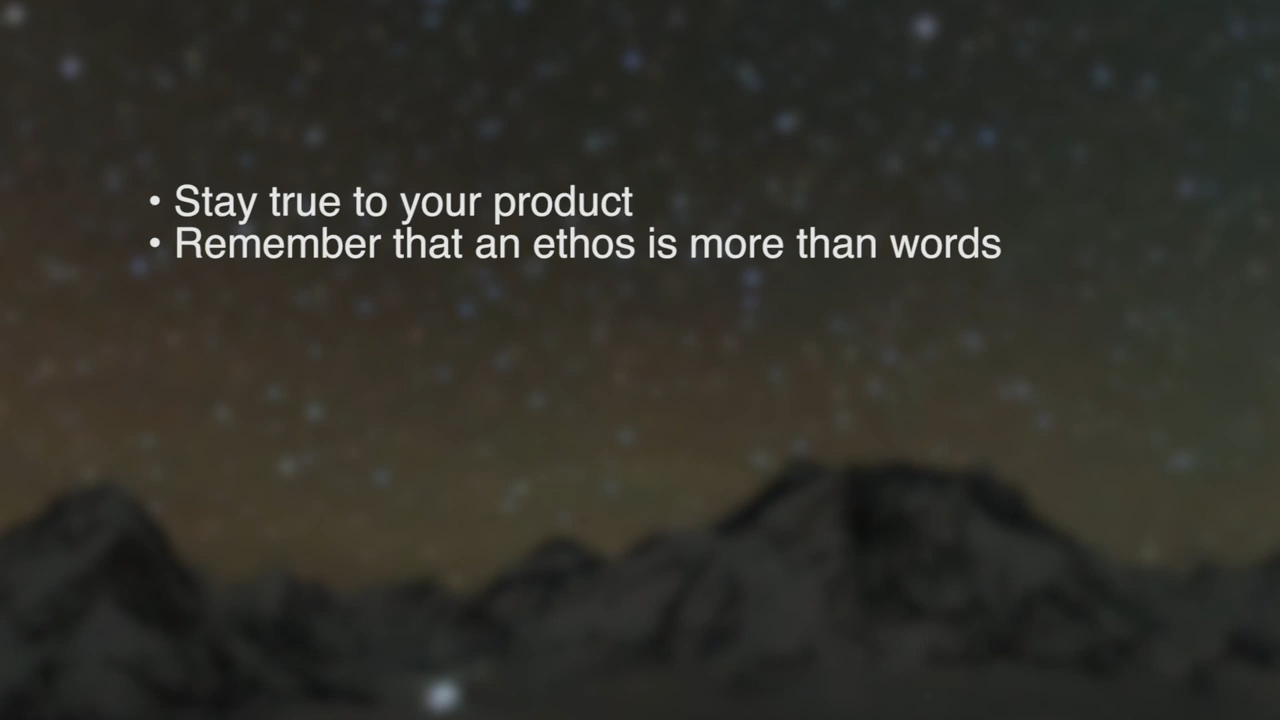 • Stay true to your product
• Remember that an ethos is more than words